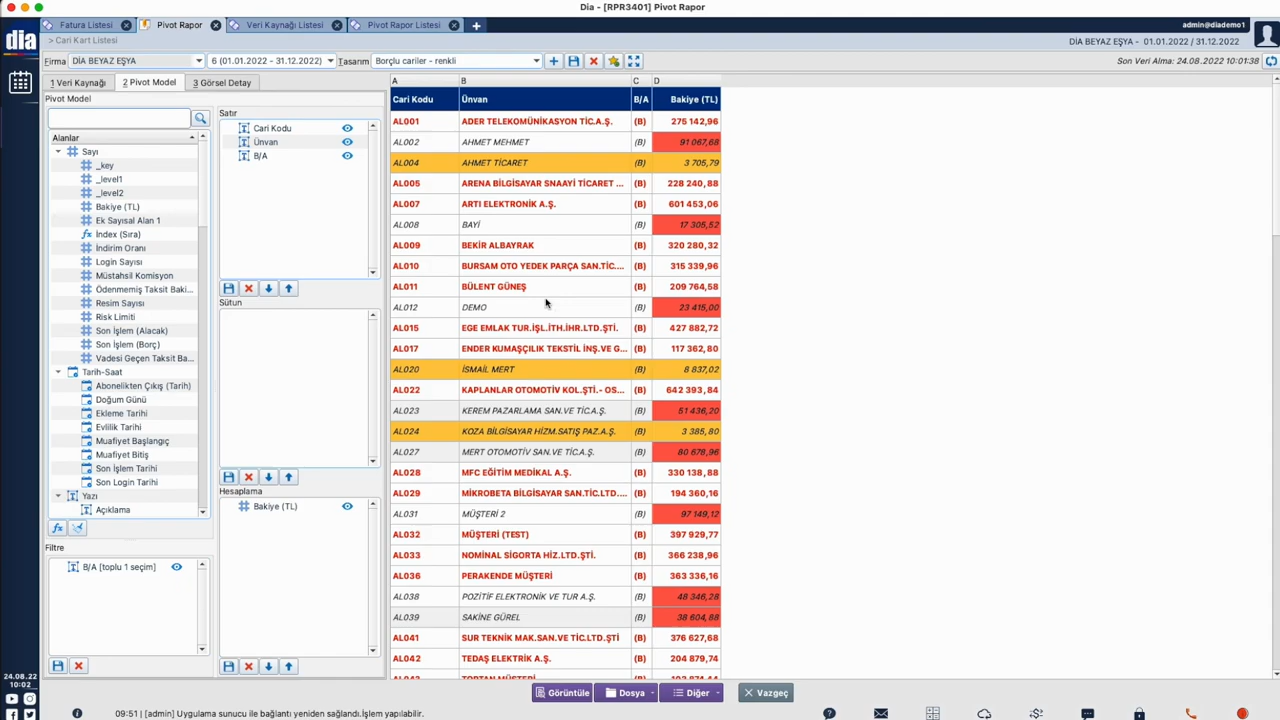 Dia - [RPR3401] Pivot Rapor
Fatura Listesi
Pivot Rapor
Veri Kaynağı Listesi
Pivot Rapor Listesi
admin@diademo1
dia
> Cari Kart Listesi
DİA BEYAZ EŞYA - 01.01.2022 / 31.12.2022
Firma
DİA BEYAZ EŞYA
6 (01.01.2022 - 31.12.2022)
Tasarım
Borçlu cariler - renkli
Son Veri Alma: 24.08.2022 10:01:38
1 Veri Kaynağı
2 Pivot Model
3 Görsel Detay
Pivot Model
Alanlar
Sayı
_key
_level1
_level2
Bakiye (TL)
Ek Sayısal Alan 1
fx Index (Sıra)
İndirim Oranı
Login Sayısı
Müstahsil Komisyon
Ödenmemiş Taksit Baki...
Resim Sayısı
Risk Limiti
Son İşlem (Alacak)
Son İşlem (Borç)
Vadesi Geçen Taksit Ba...
Tarih-Saat
Abonelikten Çıkış (Tarih)
Doğum Günü
Ekleme Tarihi
Evlilik Tarihi
Muafiyet Başlangıç
Muafiyet Bitiş
Son İşlem Tarihi
Son Login Tarihi
Yazı
Açıklama
fx
Filtre
B/A [toplu 1 seçim]
Satır
Cari Kodu
Ünvan
B/A
Sütun
Hesaplama
Bakiye (TL)
A B C D
Cari Kodu Ünvan B/A Bakiye (TL)
AL001 ADER TELEKOMÜNİKASYON TİC.A.Ş. (B) 275 142,96
AL002 AHMET MEHMET (B) 91 067,68
AL004 AHMET TİCARET (B) 3 705,79
AL005 ARENA BİLGİSAYAR SNAAYİ TİCARET ... (B) 228 240,88
AL007 ARTI ELEKTRONİK A.Ş. (B) 601 453,06
AL008 BAYİ (B) 17 305,52
AL009 BEKİR ALBAYRAK (B) 320 280,32
AL010 BURSAM OTO YEDEK PARÇA SAN.TİC.... (B) 315 339,96
AL011 BÜLENT GÜNEŞ (B) 209 764,58
AL012 DEMO (B) 23 415,00
AL015 EGE EMLAK TUR.İŞL.İTH.İHR.LTD.ŞTİ. (B) 427 882,72
AL017 ENDER KUMAŞÇILIK TEKSTİL İNŞ.VE G... (B) 117 362,80
AL020 İSMAİL MERT (B) 8 837,02
AL022 KAPLANLAR OTOMOTİV KOL.ŞTİ.- OS... (B) 642 393,84
AL023 KEREM PAZARLAMA SAN.VE TİC.A.Ş. (B) 51 436,20
AL024 KOZA BİLGİSAYAR HİZM.SATIŞ PAZ.A.Ş. (B) 3 385,80
AL027 MERT OTOMOTİV SAN.VE TİC.A.Ş. (B) 80 678,96
AL028 MFC EĞİTİM MEDİKAL A.Ş. (B) 330 138,88
AL029 MİKROBETA BİLGİSAYAR SAN.TİC.LTD.... (B) 194 360,16
AL031 MÜŞTERİ 2 (B) 97 149,12
AL032 MÜŞTERİ (TEST) (B) 397 929,77
AL033 NOMİNAL SİGORTA HİZ.LTD.ŞTİ. (B) 366 238,96
AL036 PERAKENDE MÜŞTERİ (B) 363 336,16
AL038 POZİTİF ELEKTRONİK VE TUR A.Ş. (B) 48 346,28
AL039 SAKİNE GÜREL (B) 38 604,88
AL041 SUR TEKNİK MAK.SAN.VE TİC.LTD.ŞTİ (B) 376 627,68
AL042 TEDAŞ ELEKTRİK A.Ş. (B) 204 879,74
Görüntüle
Dosya
Diğer
Vazgeç
24.08.22
10:02
09:51 | [admin] Uygulama sunucu ile bağlantı yeniden sağlandı.İşlem yapılabilir.